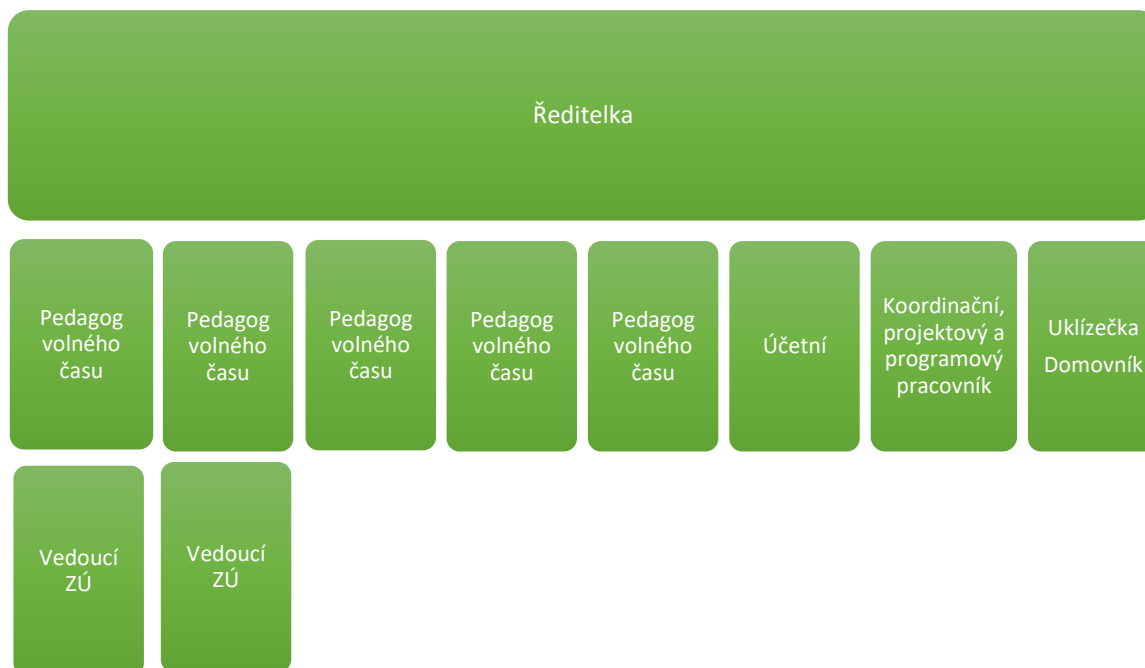 Ředitelka
Pedagog
volného
času
Pedagog
volného
času
Pedagog
volného
času
Pedagog
volného
času
Pedagog
volného
času
Účetní
Koordinační,
projektový a
programový
pracovník
Uklízečka
Domovník
Vedoucí
ZÚ
Vedoucí
ZÚ